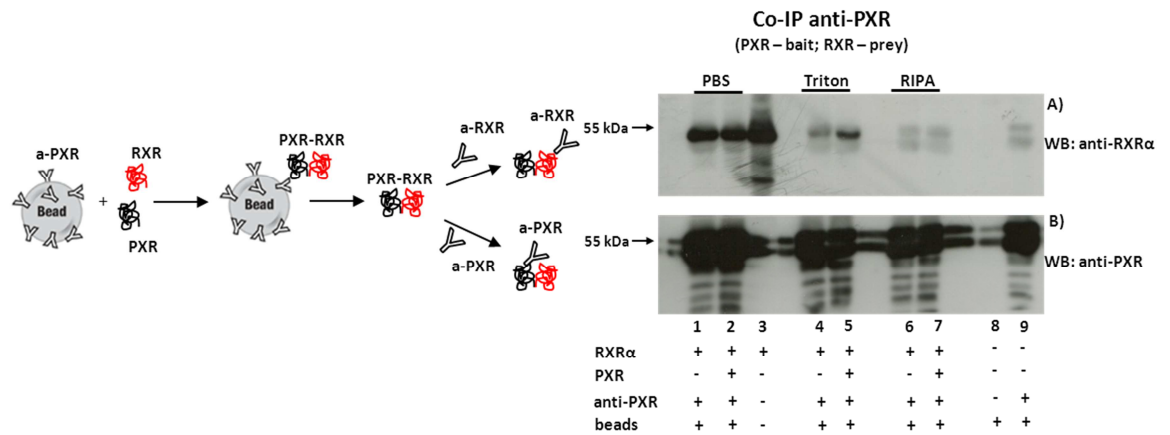 Co-IP anti-PXR
(PXR – bait; RXR – prey)
PBS
Triton
RIPA
A)
55 kDa
WB: anti-RXRα
B)
55 kDa
WB: anti-PXR
a-PXR
RXR
Bead
+
PXR
PXR-RXR
Bead
PXR-RXR
a-RXR
a-RXR
a-PXR
a-PXR
1 2 3 4 5 6 7 8 9
RXRα + + + + + + + - -
PXR - + - - + - + - -
anti-PXR + + - + + + + - +
beads + + - + + + + + +